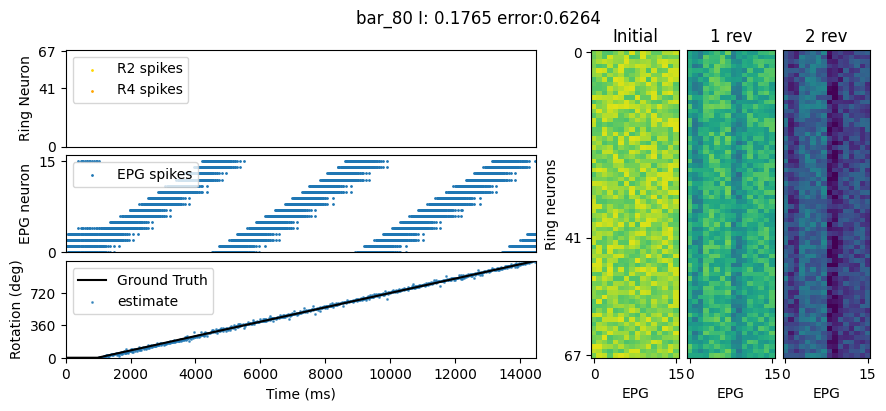 bar_80 I: 0.1765 error:0.6264
Initial
1 rev
2 rev
Ring Neuron
67
41
0
R2 spikes
R4 spikes
EPG neuron
15
0
EPG spikes
Rotation (deg)
720
360
0
Ground Truth
estimate
0 2000 4000 6000 8000 10000 12000 14000
Time (ms)
Ring neurons
0
41
67
0 15 0 15 0 15
EPG EPG EPG